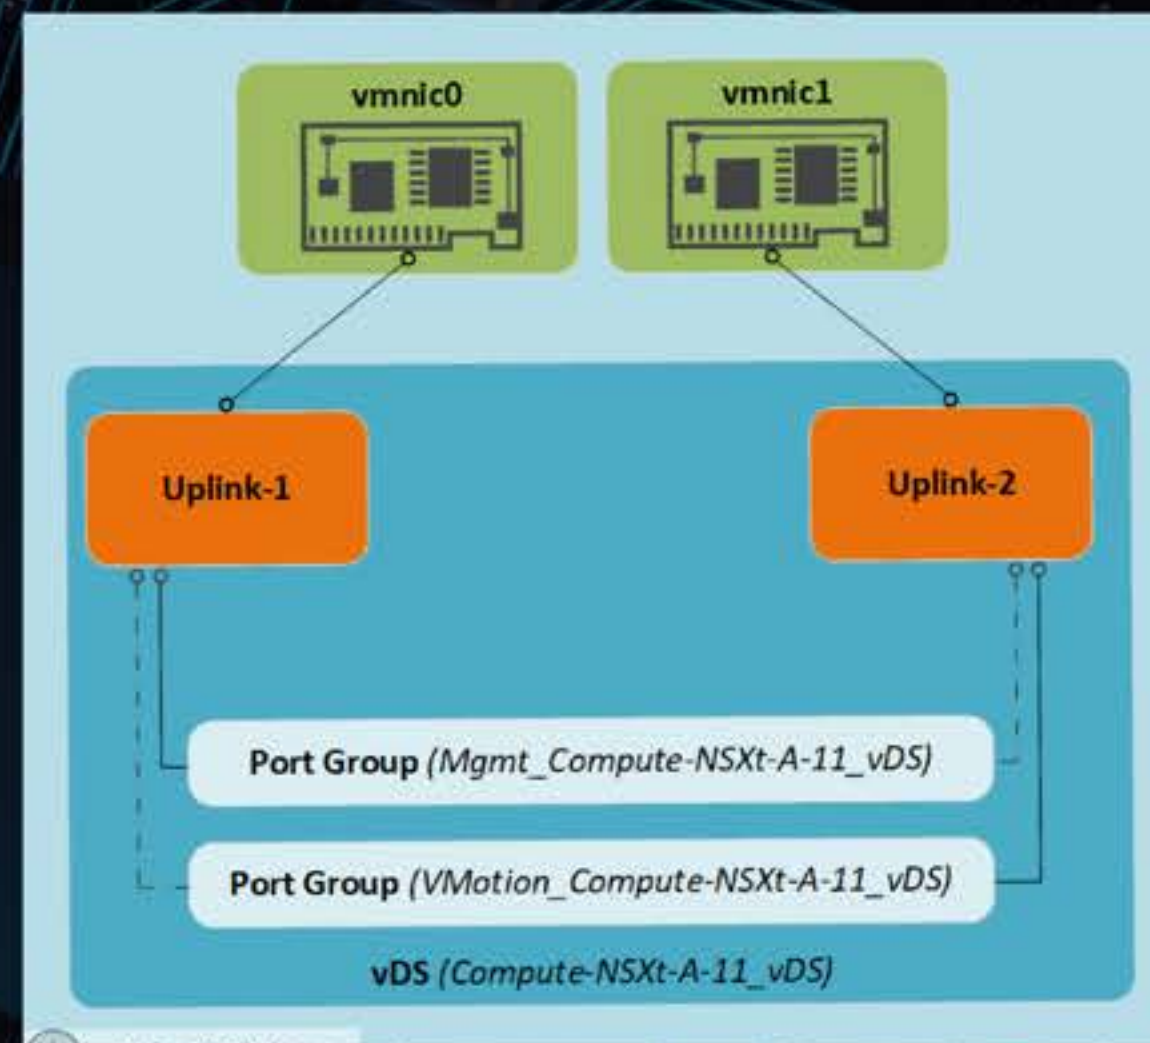 vmnic0
vmnic1
Uplink-1
Uplink-2
Port Group (Mgmt_Compute-NSXt-A-11_vDS)
Port Group (VMotion_Compute-NSXt-A-11_vDS)
vDS (Compute-NSXt-A-11_vDS)